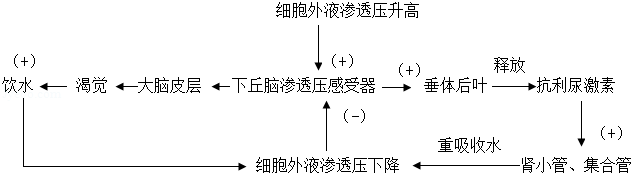 细胞外液渗透压升高
(+)
(+)
(+)
释放
饮水
渴觉
大脑皮层
下丘脑渗透压感受器
垂体后叶
抗利尿激素
(−)
(+)
重吸收水
细胞外液渗透压下降
肾小管、集合管